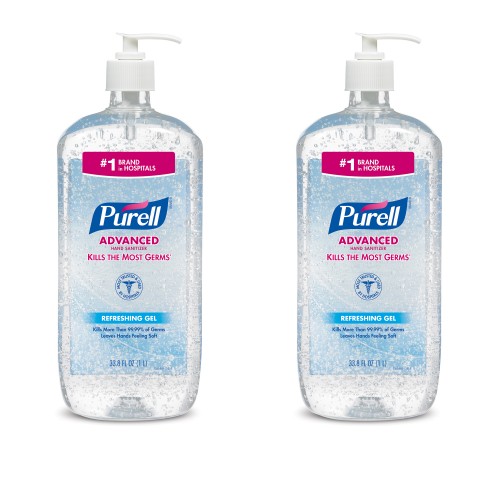 #1 BRAND
in HOSPITALS
Purell
ADVANCED
HAND SANITIZER
KILLS THE MOST GERMS
REFRESHING GEL
Kills More Than 99.99% of Germs
Leaves Hands Feeling Soft
33.8 FL OZ (1 L)
#1 BRAND
in HOSPITALS
Purell
ADVANCED
HAND SANITIZER
KILLS THE MOST GERMS
REFRESHING GEL
Kills More Than 99.99% of Germs
Leaves Hands Feeling Soft
33.8 FL OZ (1 L)